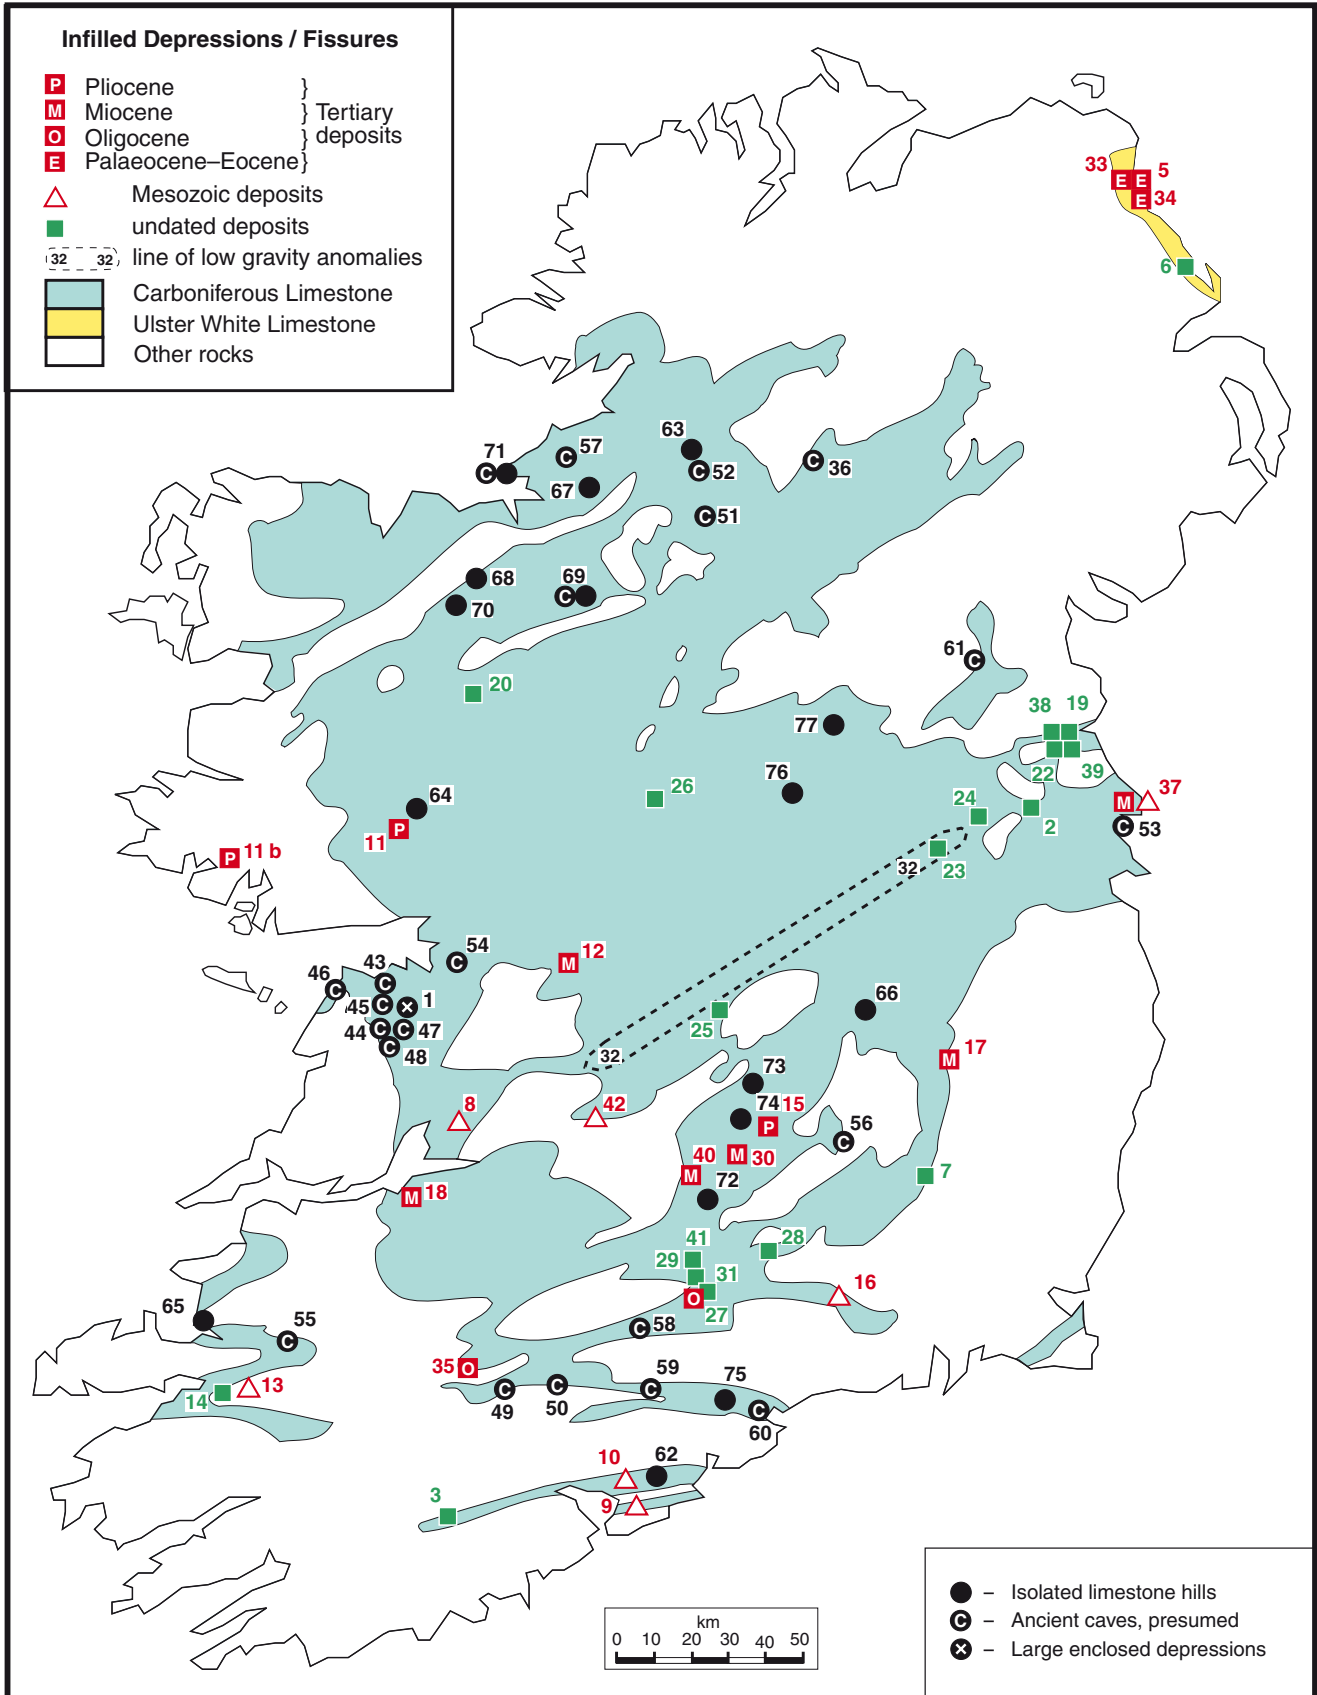 Infilled Depressions / Fissures
P Pliocene }
M Miocene } Tertiary
O Oligocene } deposits
E Palaeocene–Eocene }
Mesozoic deposits
undated deposits
32 32 line of low gravity anomalies
Carboniferous Limestone
Ulster White Limestone
Other rocks
33 E E 5
E 34
6
63
71 57
C C
C 52
C 36
67
C 51
68
69
C
70
61
C
20
38 19
77
22 39
76
26
64
24
M 37
2
C 53
P
11
P 11 b
32 23
54
C
12
M
43
46
C
C
45 C 1
66
25
44 C C 47
C 48
32
17
M
73
8
42
74 15
P
56
C
40 30
M
M
7
72
18
M
41
28
29
31
16
O
27
65
55
C
58
C
35 O
59
75
13
14
C
C
C
49
50
C
60
10
62
3
9
km
0 10 20 30 40 50
– Isolated limestone hills
C – Ancient caves, presumed
– Large enclosed depressions